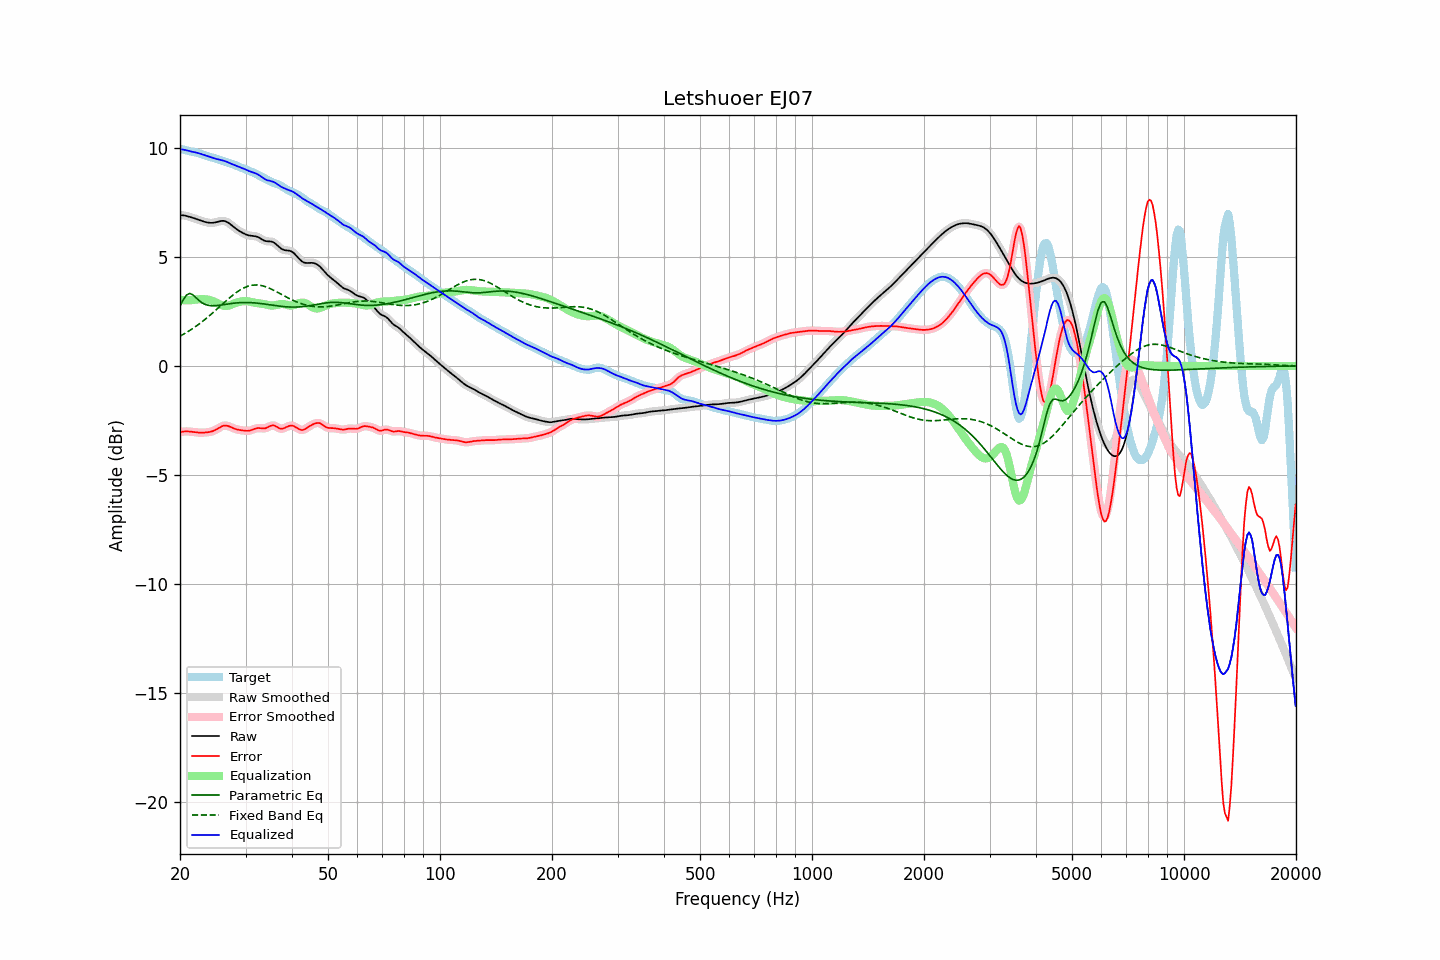 Letshuoer EJ07
10
5
0
−5
−10
−15
−20
Amplitude (dBr)
Target
Raw Smoothed
Error Smoothed
Raw
Error
Equalization
Parametric Eq
Fixed Band Eq
Equalized
20 50 100 200 500 1000 2000 5000 10000 20000
Frequency (Hz)